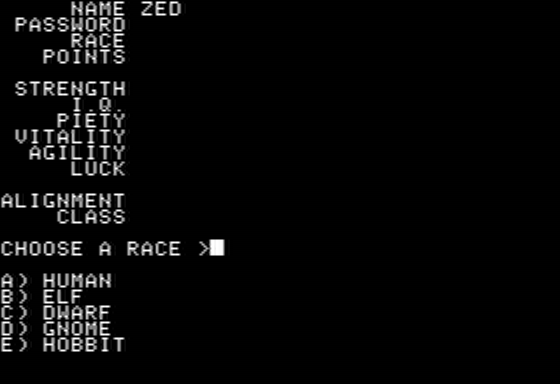 NAME ZED
PASSWORD
RACE
POINTS
STRENGTH
I.Q.
PIETY
VITALITY
AGILITY
LUCK
ALIGNMENT
CLASS
CHOOSE A RACE >
A) HUMAN
B) ELF
C) DWARF
D) GNOME
E) HOBBIT